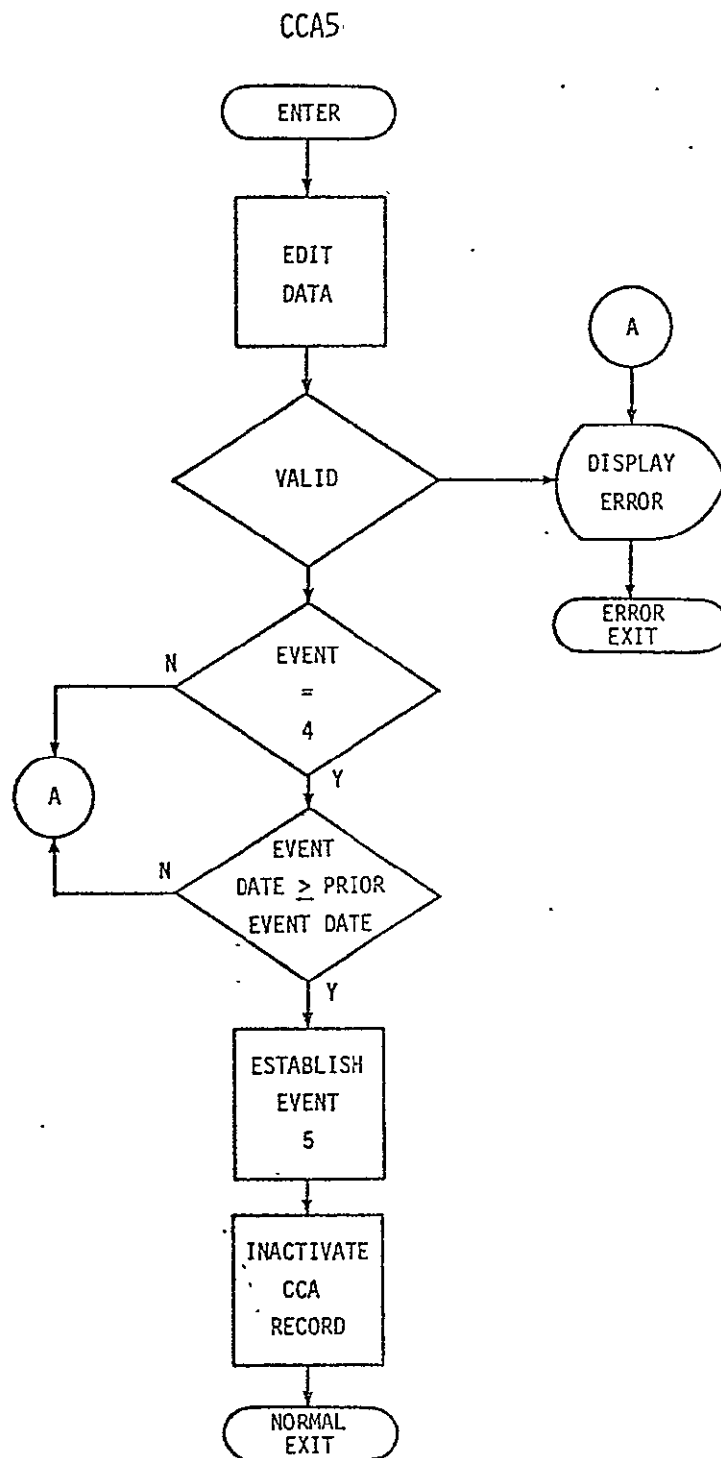 CCA5
ENTER
EDIT
DATA
A
VALID
DISPLAY
ERROR
ERROR
EXIT
N
EVENT
=
4
Y
A
N
EVENT
DATE ≥ PRIOR
EVENT DATE
Y
ESTABLISH
EVENT
5
INACTIVATE
CCA
RECORD
NORMAL
EXIT